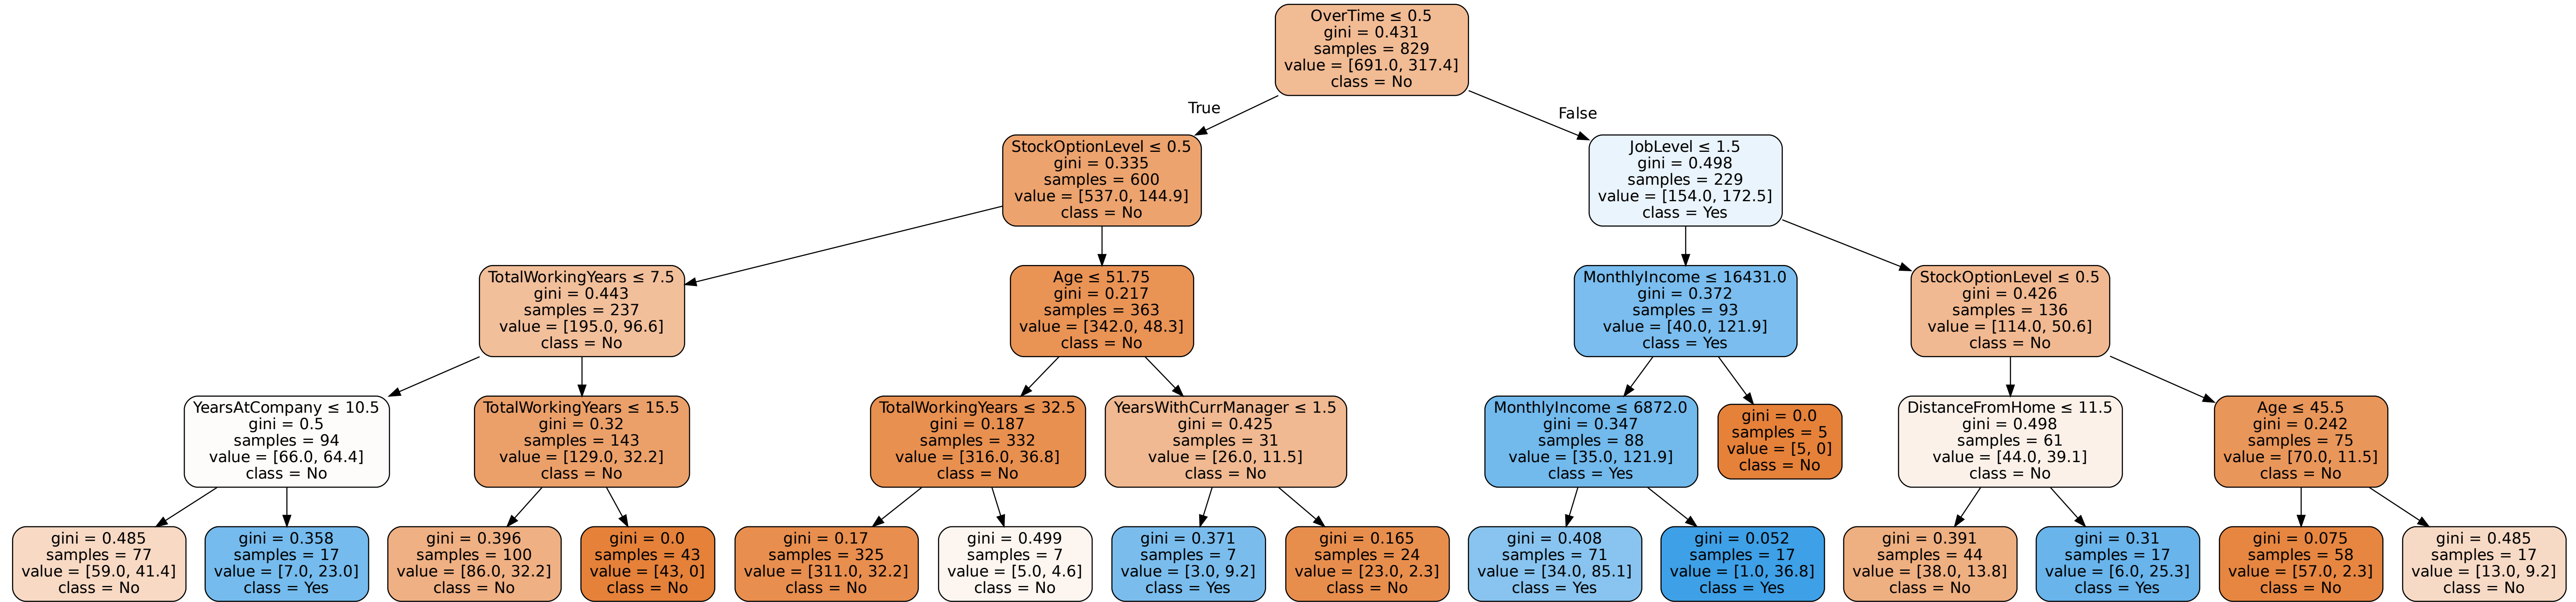 OverTime ≤ 0.5
gini = 0.431
samples = 829
value = [691.0, 317.4]
class = No
True
False
StockOptionLevel ≤ 0.5
gini = 0.335
samples = 600
value = [537.0, 144.9]
class = No
JobLevel ≤ 1.5
gini = 0.498
samples = 229
value = [154.0, 172.5]
class = Yes
TotalWorkingYears ≤ 7.5
gini = 0.443
samples = 237
value = [195.0, 96.6]
class = No
Age ≤ 51.75
gini = 0.217
samples = 363
value = [342.0, 48.3]
class = No
MonthlyIncome ≤ 16431.0
gini = 0.372
samples = 93
value = [40.0, 121.9]
class = Yes
StockOptionLevel ≤ 0.5
gini = 0.426
samples = 136
value = [114.0, 50.6]
class = No
YearsAtCompany ≤ 10.5
gini = 0.5
samples = 94
value = [66.0, 64.4]
class = No
TotalWorkingYears ≤ 15.5
gini = 0.32
samples = 143
value = [129.0, 32.2]
class = No
TotalWorkingYears ≤ 32.5
gini = 0.187
samples = 332
value = [316.0, 36.8]
class = No
YearsWithCurrManager ≤ 1.5
gini = 0.425
samples = 31
value = [26.0, 11.5]
class = No
MonthlyIncome ≤ 6872.0
gini = 0.347
samples = 88
value = [35.0, 121.9]
class = Yes
gini = 0.0
samples = 5
value = [5, 0]
class = No
DistanceFromHome ≤ 11.5
gini = 0.498
samples = 61
value = [44.0, 39.1]
class = No
Age ≤ 45.5
gini = 0.242
samples = 75
value = [70.0, 11.5]
class = No
gini = 0.485
samples = 77
value = [59.0, 41.4]
class = No
gini = 0.358
samples = 17
value = [7.0, 23.0]
class = Yes
gini = 0.396
samples = 100
value = [86.0, 32.2]
class = No
gini = 0.0
samples = 43
value = [43, 0]
class = No
gini = 0.17
samples = 325
value = [311.0, 32.2]
class = No
gini = 0.499
samples = 7
value = [5.0, 4.6]
class = No
gini = 0.371
samples = 7
value = [3.0, 9.2]
class = Yes
gini = 0.165
samples = 24
value = [23.0, 2.3]
class = No
gini = 0.408
samples = 71
value = [34.0, 85.1]
class = Yes
gini = 0.052
samples = 17
value = [1.0, 36.8]
class = Yes
gini = 0.391
samples = 44
value = [38.0, 13.8]
class = No
gini = 0.31
samples = 17
value = [6.0, 25.3]
class = Yes
gini = 0.075
samples = 58
value = [57.0, 2.3]
class = No
gini = 0.485
samples = 17
value = [13.0, 9.2]
class = No